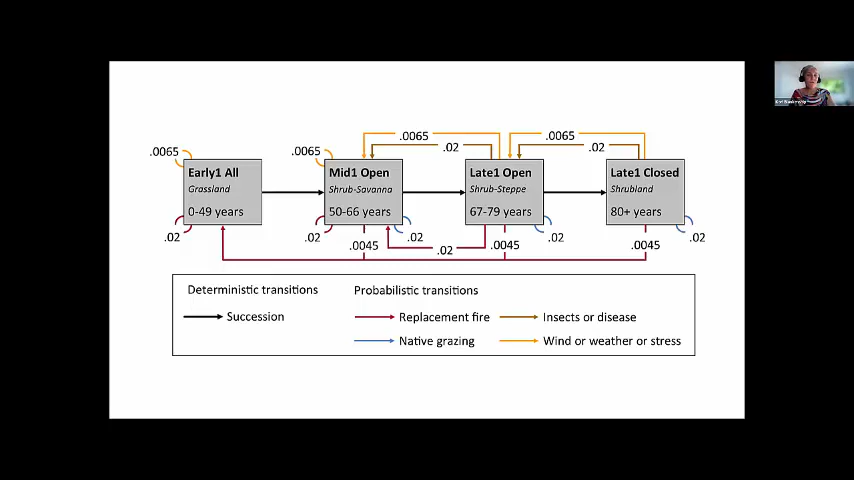 .0065
.0065
.0065
.02
.0065
.02
Early1 All
Grassland
0-49 years
Mid1 Open
Shrub-Savanna
50-66 years
Late1 Open
Shrub-Steppe
67-79 years
Late1 Closed
Shrubland
80+ years
.02
.02
.02
.0045
.02
.0045
.02
.0045
.02
Deterministic transitions
Succession
Probabilistic transitions
Replacement fire
Insects or disease
Native grazing
Wind or weather or stress